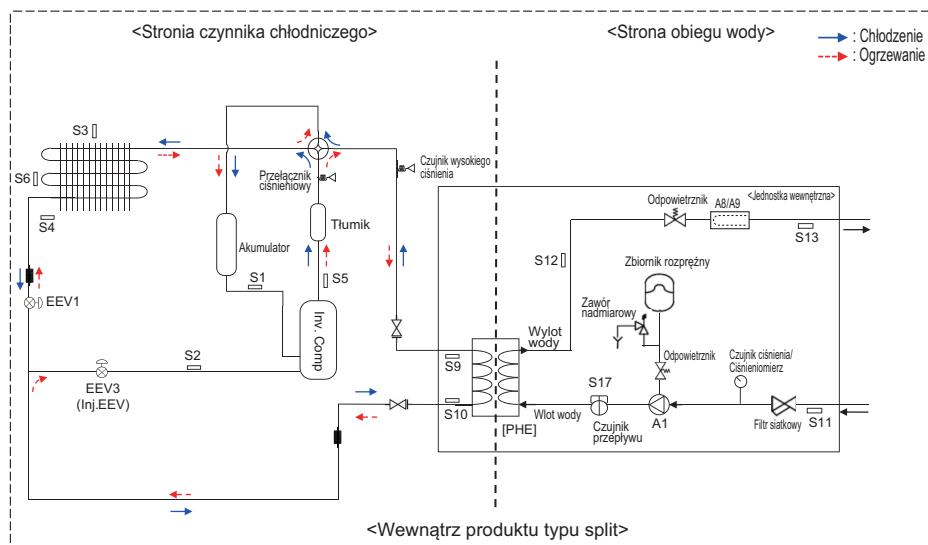 <Stronia czynnika chłodniczego>
<Strona obiegu wody>
: Chłodzenie
: Ogrzewanie
S3
S6
S4
EEV1
EEV3
(Inj.EEV)
S2
Akumulator
S1
Przełącznik
ciśnieniowy
Tłumik
S5
Inv. Comp
Czujnik wysokiego
ciśnienia
S9
S10
[PHE]
<Jednostka wewnętrzna>
Odpowietrznik
A8/A9
S13
S12
Zbiornik rozprężny
Zawór
nadmiarowy
Wylot
wody
Odpowietrznik
Czujnik ciśnienia/
Ciśnieniomierz
S17
Wlot wody
Czujnik
przepływu
A1
Filtr siatkowy
S11
<Wewnątrz produktu typu split>